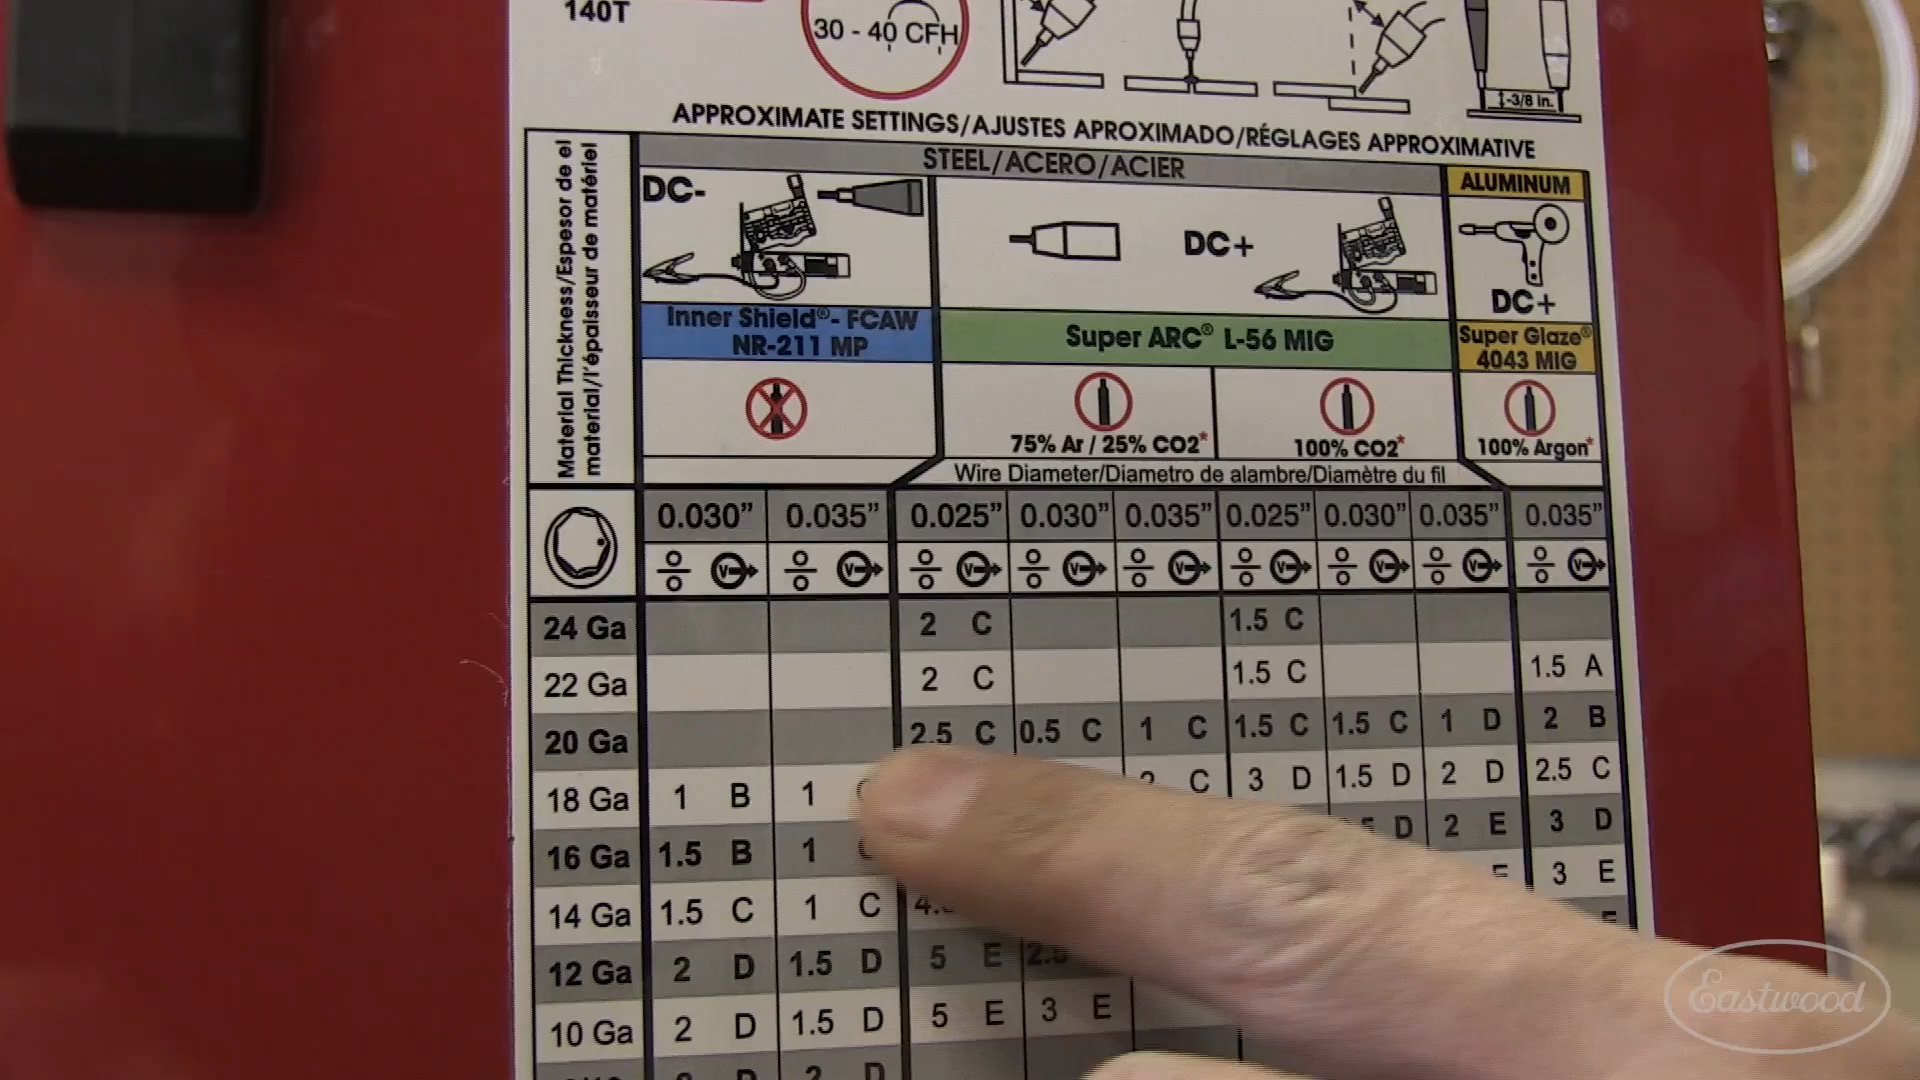 140T
30 - 40 CFH
-3/8 in.
APPROXIMATE SETTINGS/AJUSTES APROXIMADO/RÉGLAGES APPROXIMATIVE
Material Thickness/Espesor de el
material/l'épaisseur de matériel
STEEL/ACERO/ACIER
ALUMINUM
DC-
DC+
DC+
Inner Shield®- FCAW
NR-211 MP
Super ARC® L-56 MIG
Super Glaze®
4043 MIG
75% Ar / 25% CO2*
100% CO2*
100% Argon*
Wire Diameter/Diametro de alambre/Diamètre du fil
0.030” 0.035” 0.025” 0.030” 0.035” 0.025” 0.030” 0.035” 0.035”
V V V V V V V V V
24 Ga 2 C 1.5 C
22 Ga 2 C 1.5 C 1.5 A
20 Ga 2.5 C 0.5 C 1 C 1.5 C 1.5 C 1 D 2 B
18 Ga 1 B 1 C 3 D 1.5 D 2 D 2.5 C
16 Ga 1.5 B 1 D 2 E 3 D
14 Ga 1.5 C 1 C 3 E
12 Ga 2 D 1.5 D 5 E
10 Ga 2 D 1.5 D 5 E 3 E
Eastwood